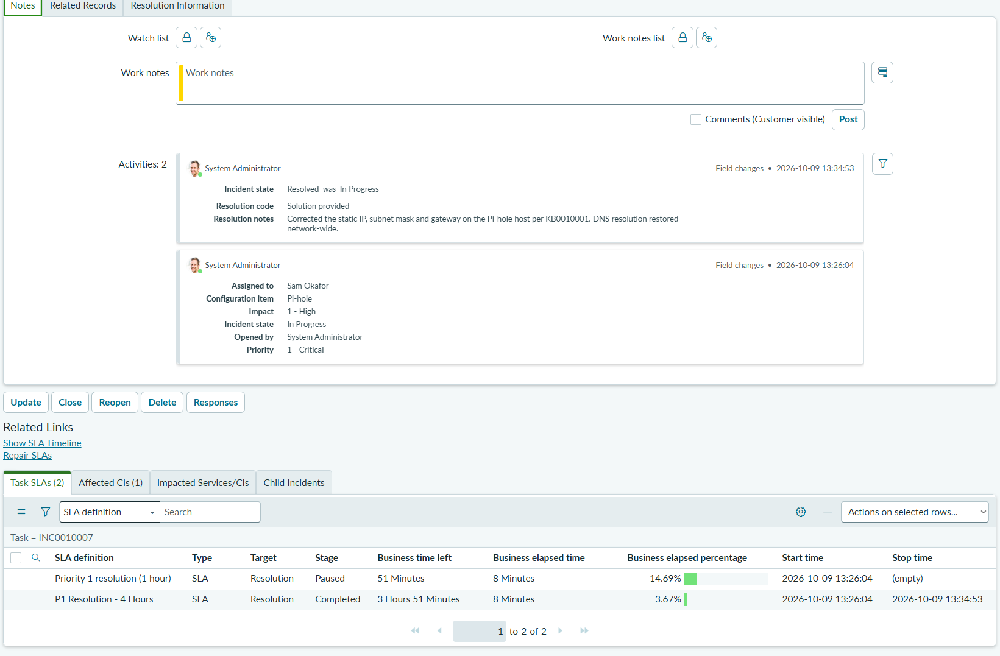 Notes Related Records Resolution Information
Watch list Work notes list
Work notes Work notes
Comments (Customer visible) Post
Activities: 2
System Administrator Field changes • 2026-10-09 13:34:53
Incident state Resolved was In Progress
Resolution code Solution provided
Resolution notes Corrected the static IP, subnet mask and gateway on the Pi-hole host per KB0010001. DNS resolution restored
network-wide.
System Administrator Field changes • 2026-10-09 13:26:04
Assigned to Sam Okafor
Configuration item Pi-hole
Impact 1 - High
Incident state In Progress
Opened by System Administrator
Priority 1 - Critical
Update Close Reopen Delete Responses
Related Links
Show SLA Timeline
Repair SLAs
Task SLAs (2) Affected CIs (1) Impacted Services/CIs Child Incidents
SLA definition Search Actions on selected rows...
Task = INC0010007
SLA definition Type Target Stage Business time left Business elapsed time Business elapsed percentage Start time Stop time
Priority 1 resolution (1 hour) SLA Resolution Paused 51 Minutes 8 Minutes 14.69% 2026-10-09 13:26:04 (empty)
P1 Resolution - 4 Hours SLA Resolution Completed 3 Hours 51 Minutes 8 Minutes 3.67% 2026-10-09 13:26:04 2026-10-09 13:34:53
1 to 2 of 2